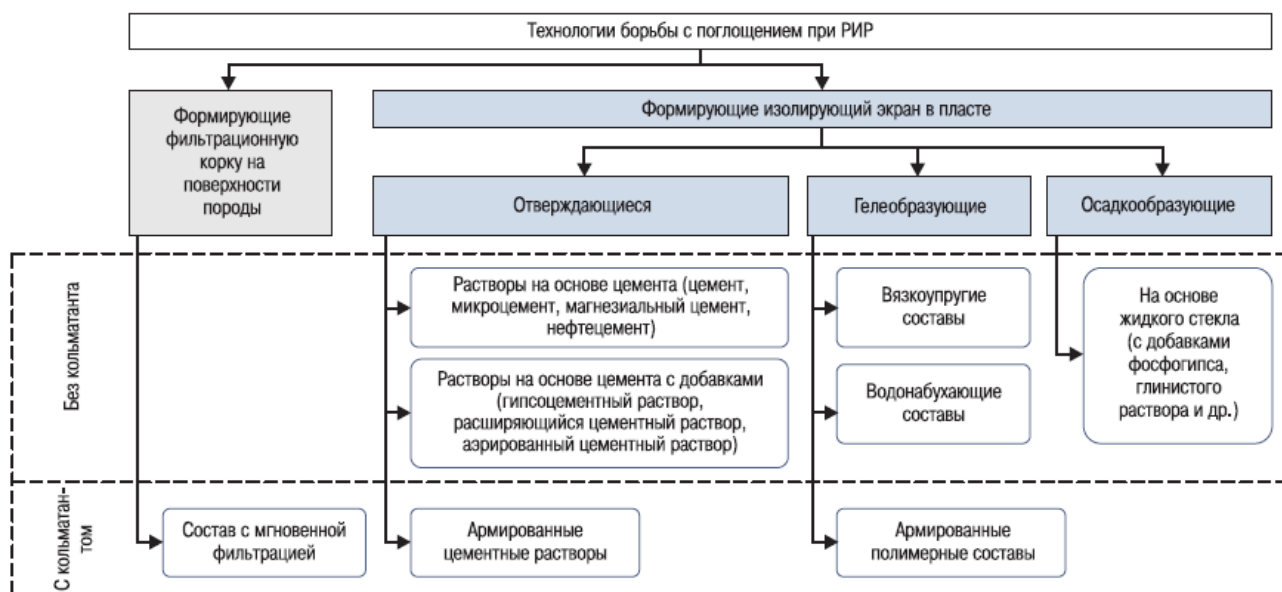 Технологии борьбы с поглощением при РИР
Формирующие
фильтрационную
корку на
поверхности
породы
Формирующие изолирующий экран в пласте
Отверждающиеся
Гелеобразующие
Осадкообразующие
Без кольматанта
Растворы на основе цемента (цемент,
микроцемент, магнезиальный цемент,
нефтецемент)
Вязкоупругие
составы
На основе
жидкого стекла
(с добавками
фосфогипса,
глинистого
раствора и др.)
Растворы на основе цемента с добавками
(гипсоцементный раствор,
расширяющийся цементный раствор,
аэрированный цементный раствор)
Водонабухающие
составы
С кольматан-
том
Состав с мгновенной
фильтрацией
Армированные
цементные растворы
Армированные
полимерные составы